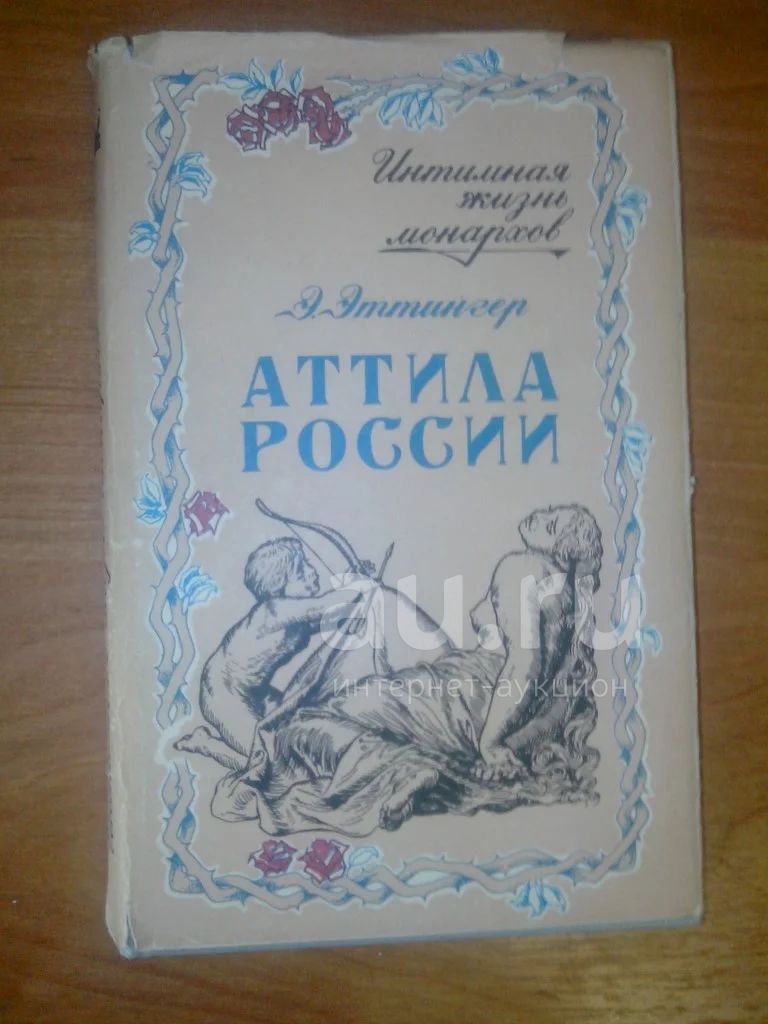 Интимная
жизнь
монархов
Э. Эттингер
АТТИЛА
РОССИИ
au.ru
интернет-аукцион